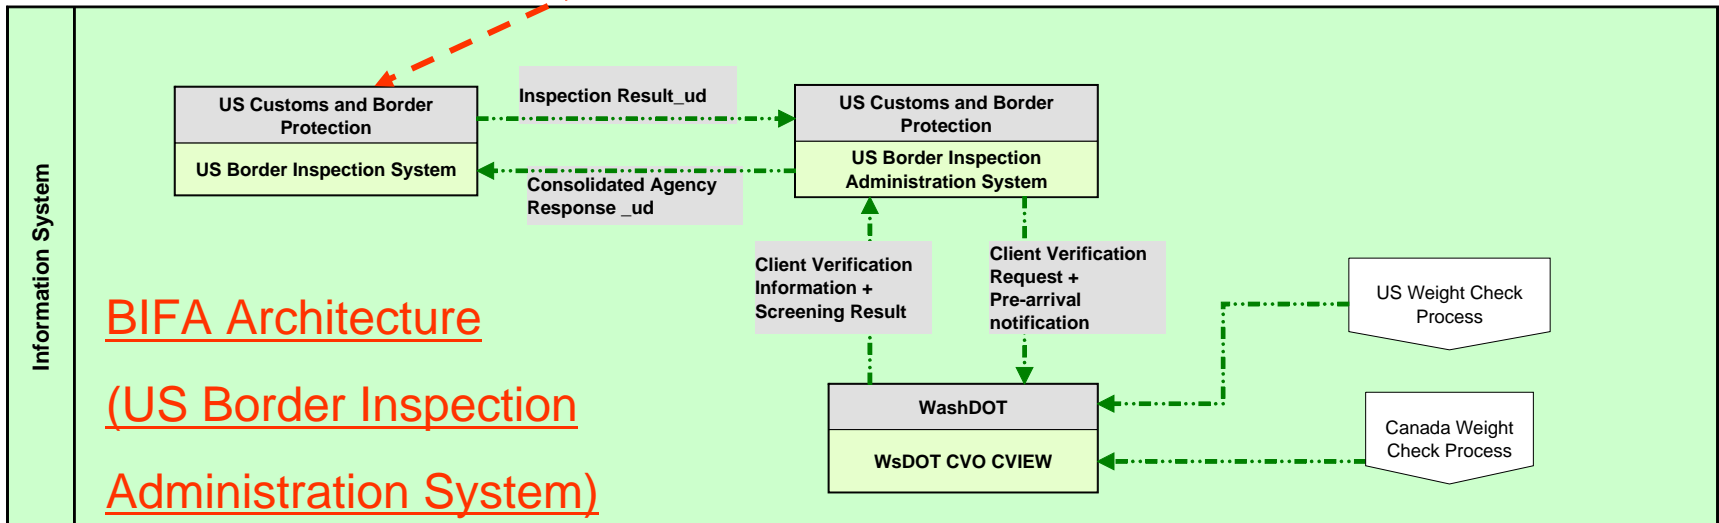 Information System
US Customs and Border
Protection
US Border Inspection System
Inspection Result_ud
Consolidated Agency
Response _ud
US Customs and Border
Protection
US Border Inspection
Administration System
Client Verification
Information +
Screening Result
Client Verification
Request +
Pre-arrival
notification
US Weight Check
Process
BIFA Architecture
(US Border Inspection
Administration System)
WashDOT
WsDOT CVO CVIEW
Canada Weight
Check Process